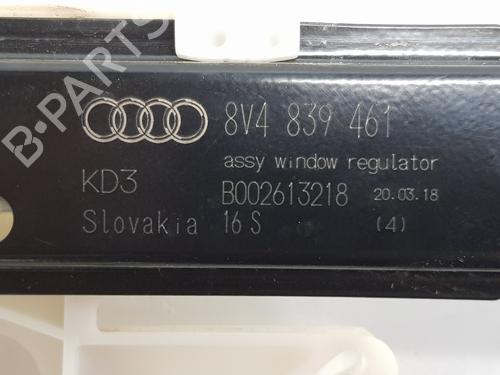 B-PARTS
8V4 839 461
assy window regulator
KD3 B002613218 20.03.18
Slovakia 16 S (4)